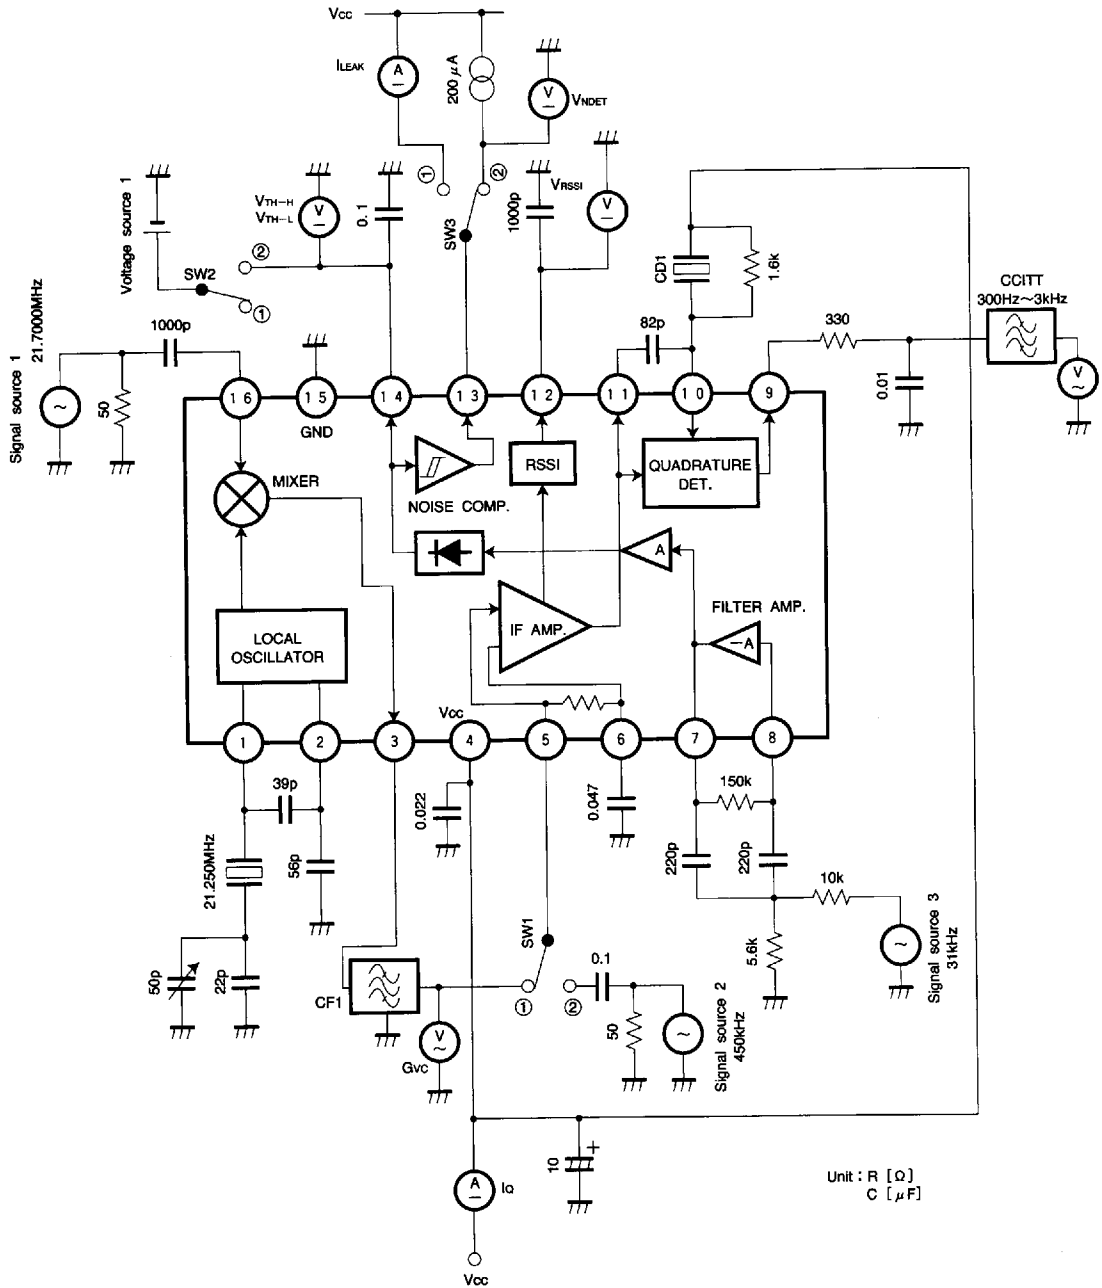 Vcc
ILEAK
A
200 μA
V
VNDET
Voltage source 1
VTH-H
VTH-L
V
0.1
①
②
SW3
1000p
VRSSI
V
CD1
1.6k
②
SW2
①
CCITT
300Hz~3kHz
Signal source 1
21.7000MHz
1000p
82p
330
50
0.01
V
16
15
14
13
12
11
10
9
GND
MIXER
NOISE COMP.
RSSI
QUADRATURE
DET.
A
FILTER AMP.
LOCAL
OSCILLATOR
IF AMP.
-A
Vcc
1
2
3
4
5
6
7
8
39p
0.022
0.047
150k
21.250MHz
56p
220p
220p
10k
SW1
5.6k
Signal source 3
31kHz
50p
22p
CF1
①
②
0.1
50
Signal source 2
450kHz
V
GVC
10
+
A
IQ
Unit : R [Ω]
C [μF]
Vcc